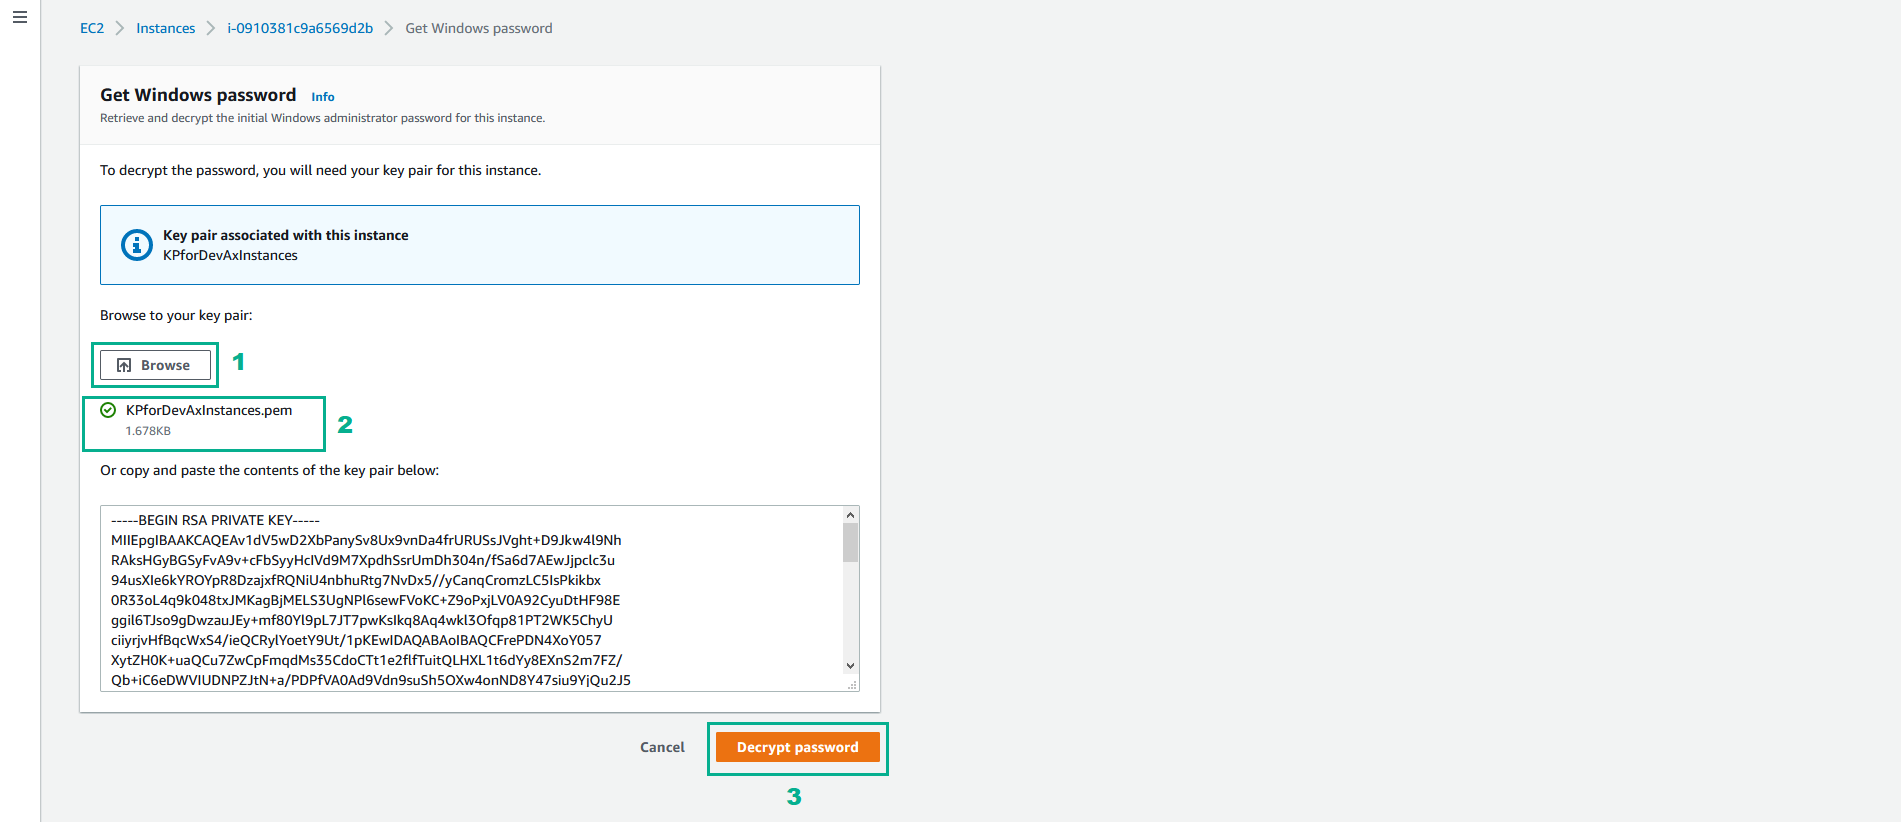 EC2 > Instances > i-0910381c9a6569d2b > Get Windows password
Get Windows password Info
Retrieve and decrypt the initial Windows administrator password for this instance.
To decrypt the password, you will need your key pair for this instance.
Key pair associated with this instance
KPforDevAxInstances
Browse to your key pair:
Browse 1
KPforDevAxInstances.pem
1.678KB
2
Or copy and paste the contents of the key pair below:
-----BEGIN RSA PRIVATE KEY-----
MIIEpgIBAAKCAQEAv1dV5wD2XbPanySv8Ux9vnDa4frURUSsJVght+D9Jkw4l9Nh
RAksHGyBGSyFvA9v+cFbSyyHcIVd9M7XpdhSsrUmDh304n/fSa6d7AEwJjpclc3u
94usXIe6kYROYpR8DzajxfRQNiU4nbhuRtg7NvDx5//yCanqCromzLC5IsPkikbx
0R33oL4q9k048txJMKagBjMELS3UgNPl6sewFVoKC+Z9oPxjLV0A92CyuDtHF98E
ggil6TJso9gDwzauJEy+mf80Yl9pL7JT7pwKsIkq8Aq4wkl3Ofqp81PT2WK5ChyU
ciiyrjvHfBqcWxS4/ieQCRylYoetY9Ut/1pKEwIDAQABAoIBAQCFrePDN4XoY057
XytZH0K+uaQCu7ZwCpFmqdMs35CdoCTt1e2flfTuitQLHXL1t6dYy8EXnS2m7FZ/
Qb+iC6eDWVIUDNPZJtN+a/PDPfVA0Ad9Vdn9suSh5OXw4onND8Y47siu9YjQu2J5
Cancel Decrypt password
3